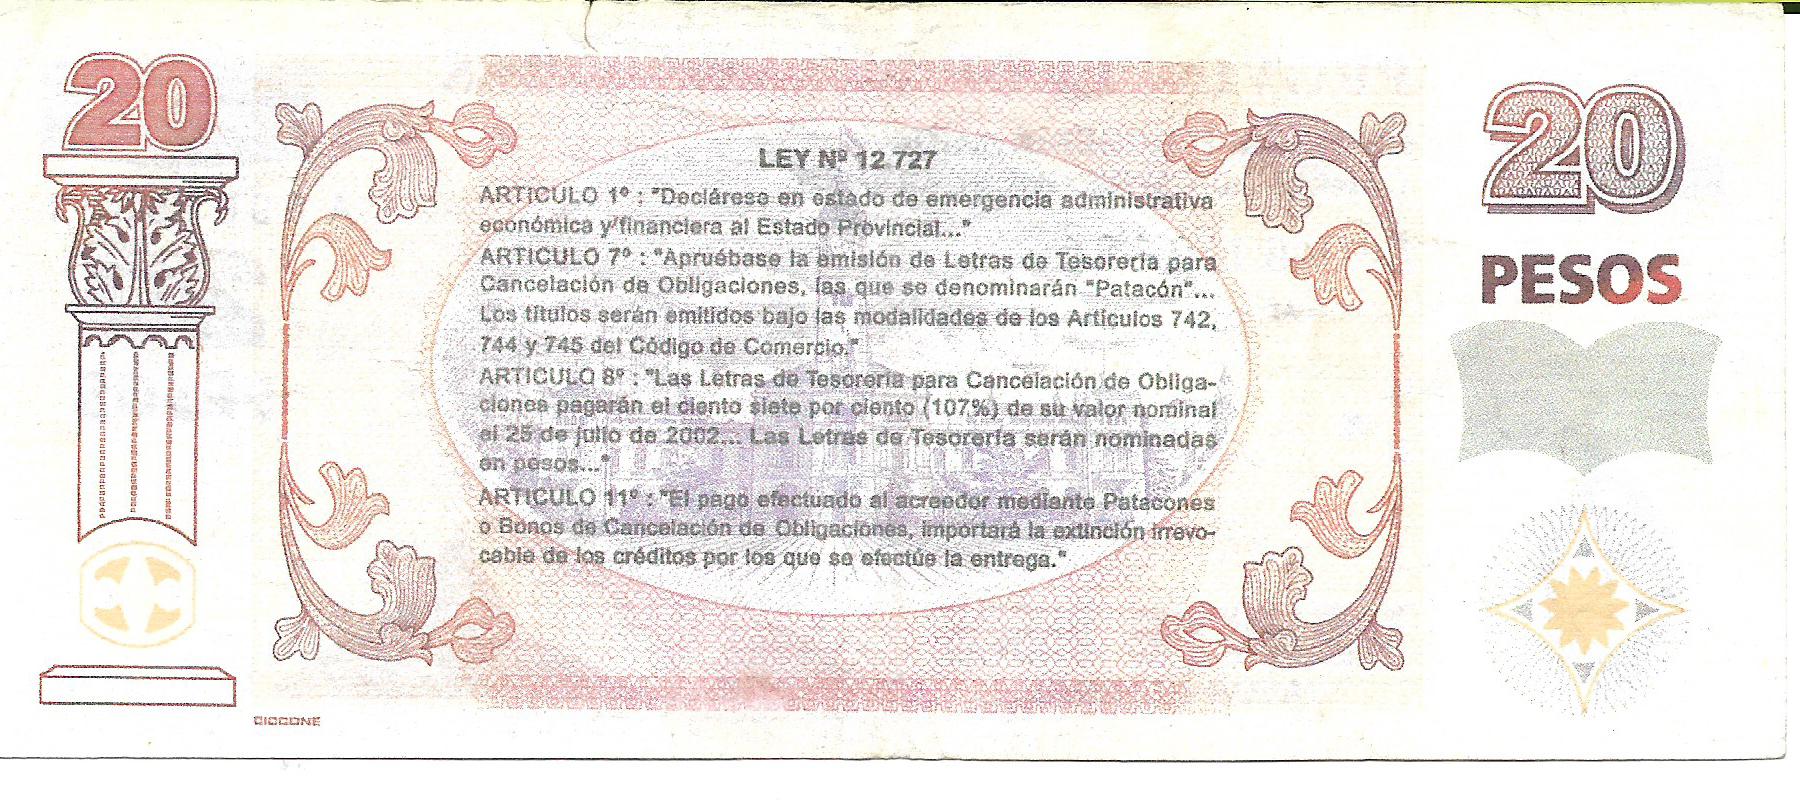 20
LEY Nº 12.727
ARTICULO 1º : "Declárese en estado de emergencia administrativa
económica y financiera al Estado Provincial..."
ARTICULO 7º : "Apruébase la emisión de Letras de Tesorería para
Cancelación de Obligaciones, las que se denominarán "Patacón"...
Los títulos serán emitidos bajo las modalidades de los Artículos 742,
744 y 745 del Código de Comercio."
ARTICULO 8º : "Las Letras de Tesorería para Cancelación de Obliga-
ciones pagarán el ciento siete por ciento (107%) de su valor nominal
al 25 de julio de 2002... Las Letras de Tesorería serán nominadas
en pesos..."
ARTICULO 11º : "El pago efectuado al acreedor mediante Patacones
o Bonos de Cancelación de Obligaciones, importará la extinción irrevo-
cable de los créditos por los que se efectúe la entrega."
20
PESOS
CICCONE